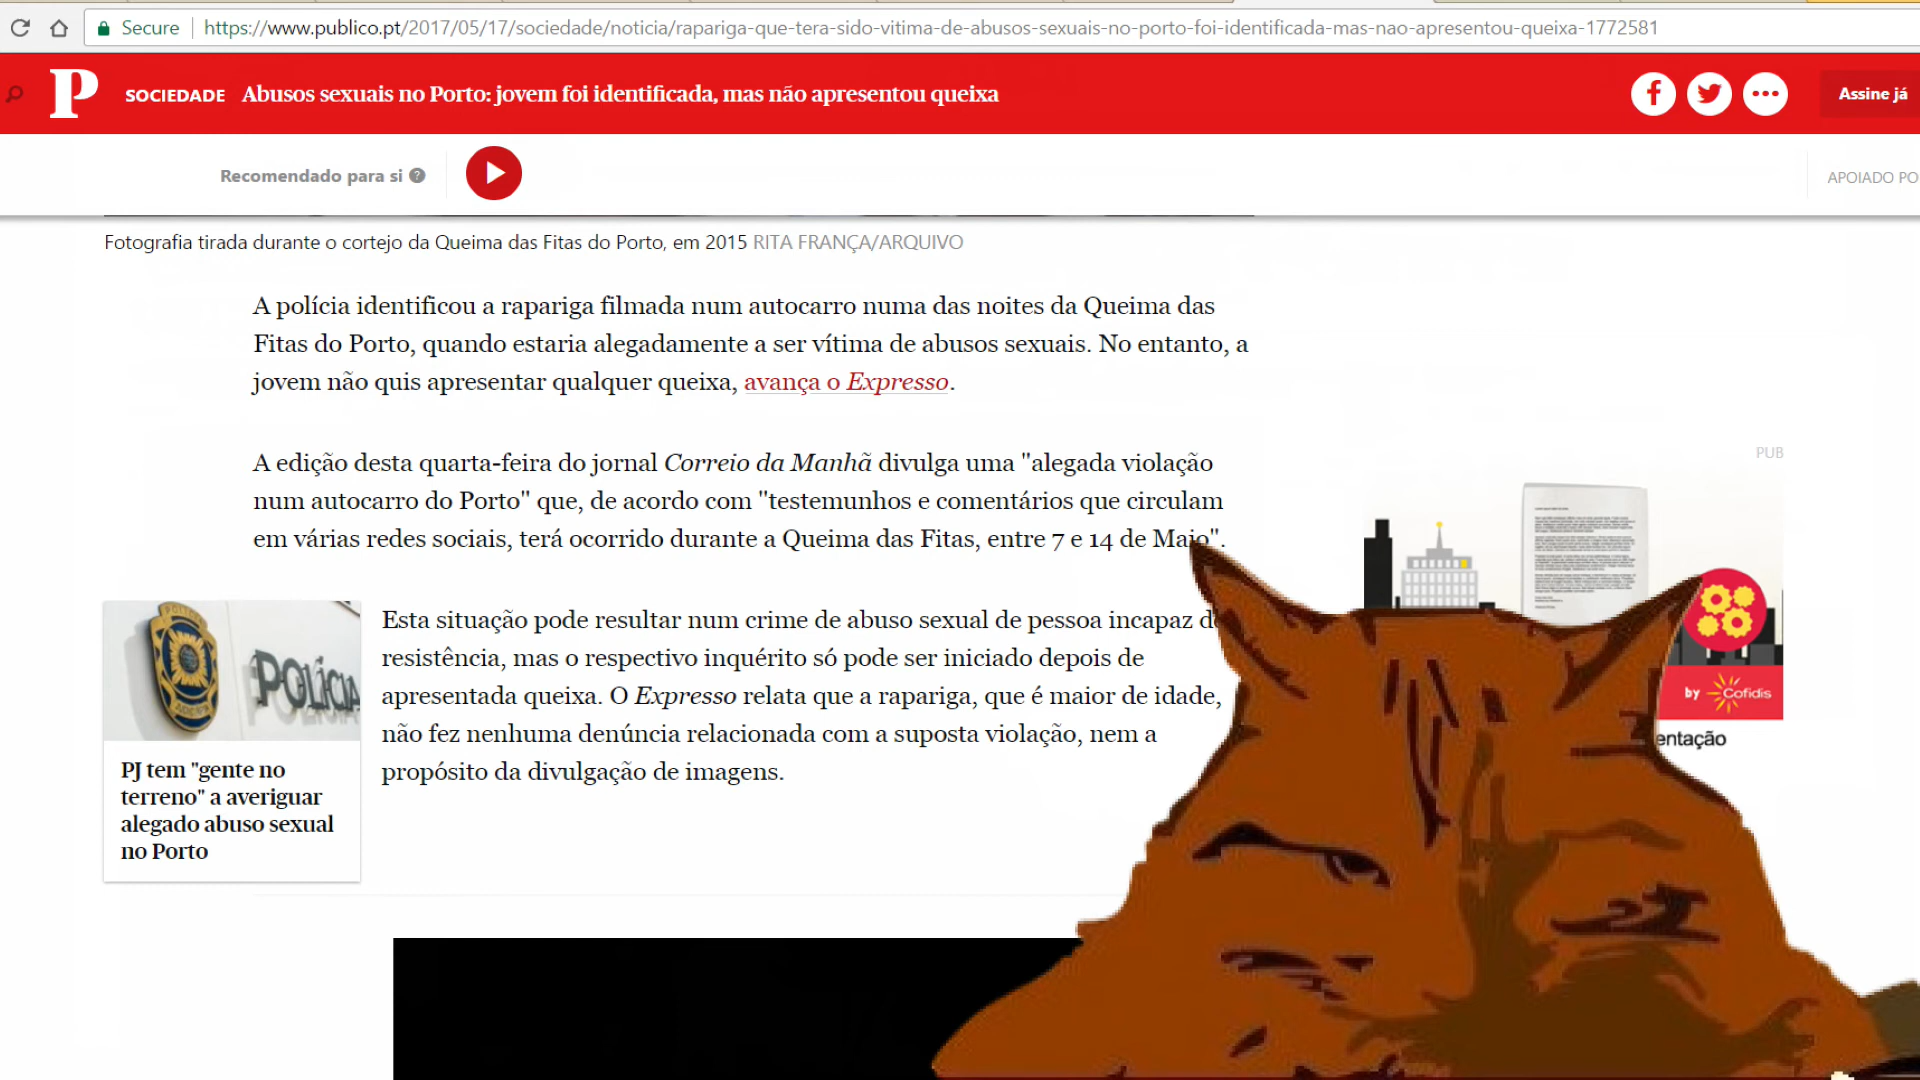 Secure https://www.publico.pt/2017/05/17/sociedade/noticia/rapariga-que-tera-sido-vitima-de-abusos-sexuais-no-porto-foi-identificada-mas-nao-apresentou-queixa-1772581
P SOCIEDADE Abusos sexuais no Porto: jovem foi identificada, mas não apresentou queixa
Assine já
Recomendado para si ?
APOIADO PO
Fotografia tirada durante o cortejo da Queima das Fitas do Porto, em 2015 RITA FRANÇA/ARQUIVO
A polícia identificou a rapariga filmada num autocarro numa das noites da Queima das
Fitas do Porto, quando estaria alegadamente a ser vítima de abusos sexuais. No entanto, a
jovem não quis apresentar qualquer queixa, avança o Expresso.
A edição desta quarta-feira do jornal Correio da Manhã divulga uma "alegada violação
num autocarro do Porto" que, de acordo com "testemunhos e comentários que circulam
em várias redes sociais, terá ocorrido durante a Queima das Fitas, entre 7 e 14 de Maio".
Esta situação pode resultar num crime de abuso sexual de pessoa incapaz de
resistência, mas o respectivo inquérito só pode ser iniciado depois de
apresentada queixa. O Expresso relata que a rapariga, que é maior de idade,
não fez nenhuma denúncia relacionada com a suposta violação, nem a
propósito da divulgação de imagens.
POLÍCIA
PJ tem "gente no
terreno" a averiguar
alegado abuso sexual
no Porto
PUB
by Cofidis
entação